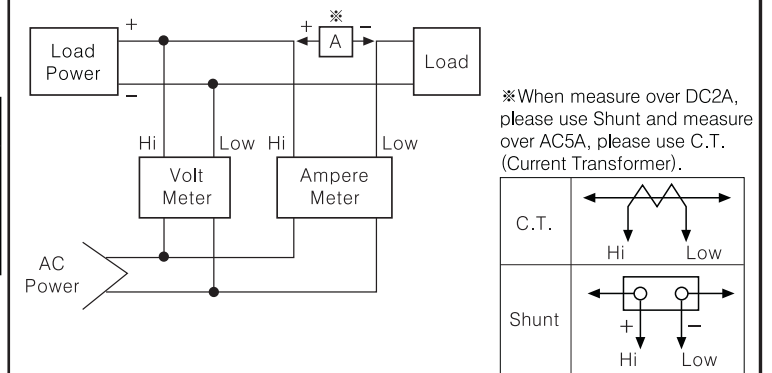 ※
+
+ A −
Load
Power
Load
−
※When measure over DC2A,
please use Shunt and measure
over AC5A, please use C.T.
(Current Transformer).
Hi Low Hi Low
Volt
Meter
Ampere
Meter
C.T.
Hi Low
AC
Power
Shunt
+ −
Hi Low